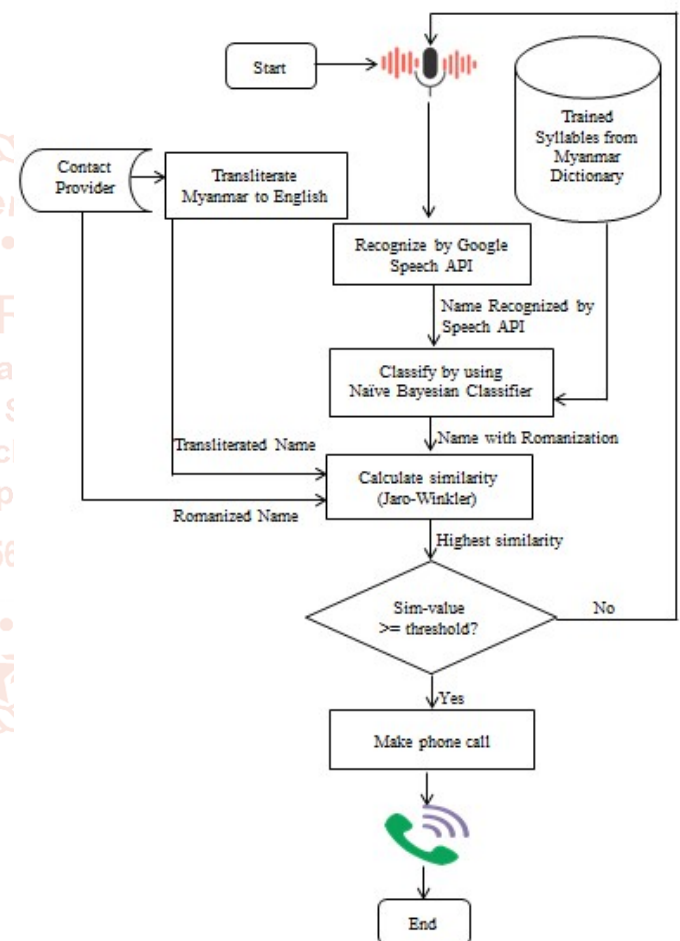 Start
Trained
Syllables from
Myanmar
Dictionary
Contact
Provider
Transliterate
Myanmar to English
Recognize by Google
Speech API
Name Recognized by
Speech API
Classify by using
Naïve Bayesian Classifier
Name with Romanization
Transliterated Name
Calculate similarity
(Jaro-Winkler)
Romanized Name
Highest similarity
Sim-value
>= threshold?
No
Yes
Make phone call
End